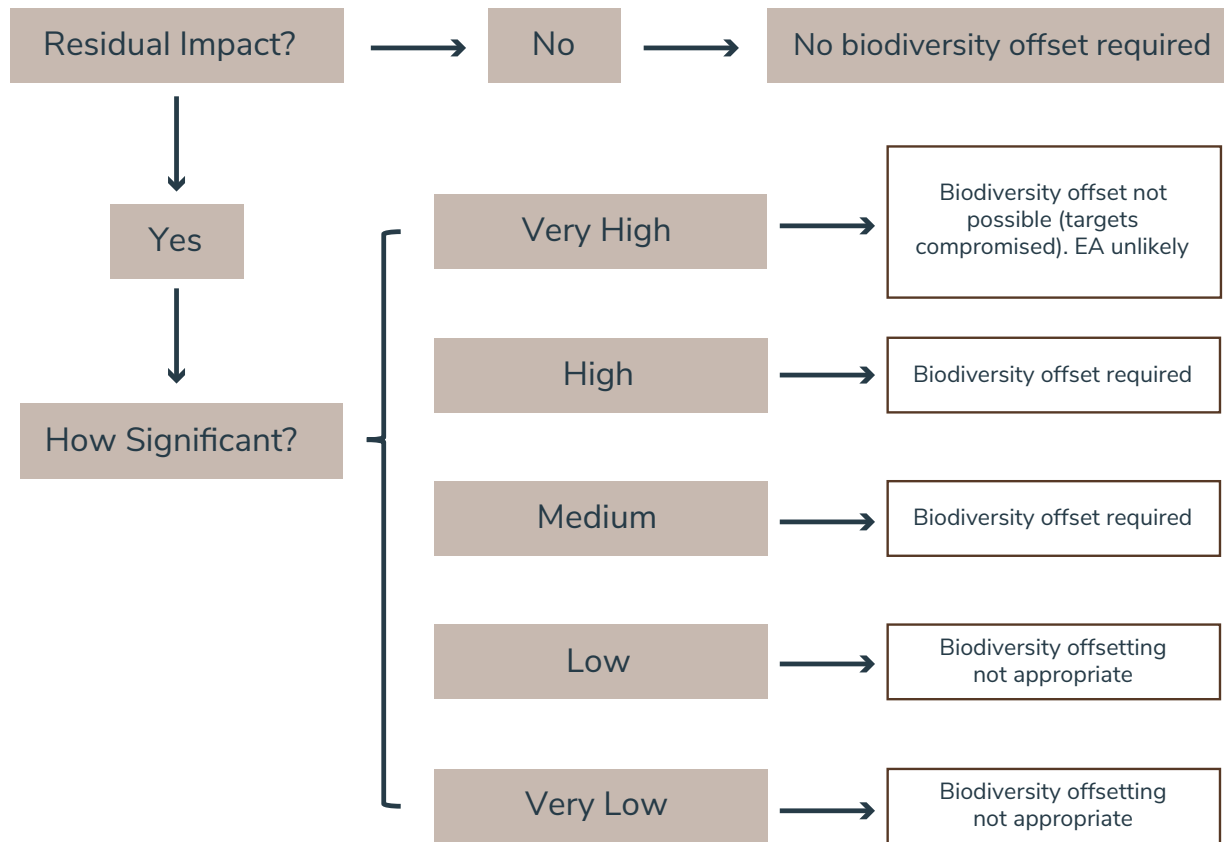 Residual Impact?
No
No biodiversity offset required
Yes
How Significant?
Very High
Biodiversity offset not
possible (targets
compromised). EA unlikely
High
Biodiversity offset required
Medium
Biodiversity offset required
Low
Biodiversity offsetting
not appropriate
Very Low
Biodiversity offsetting
not appropriate